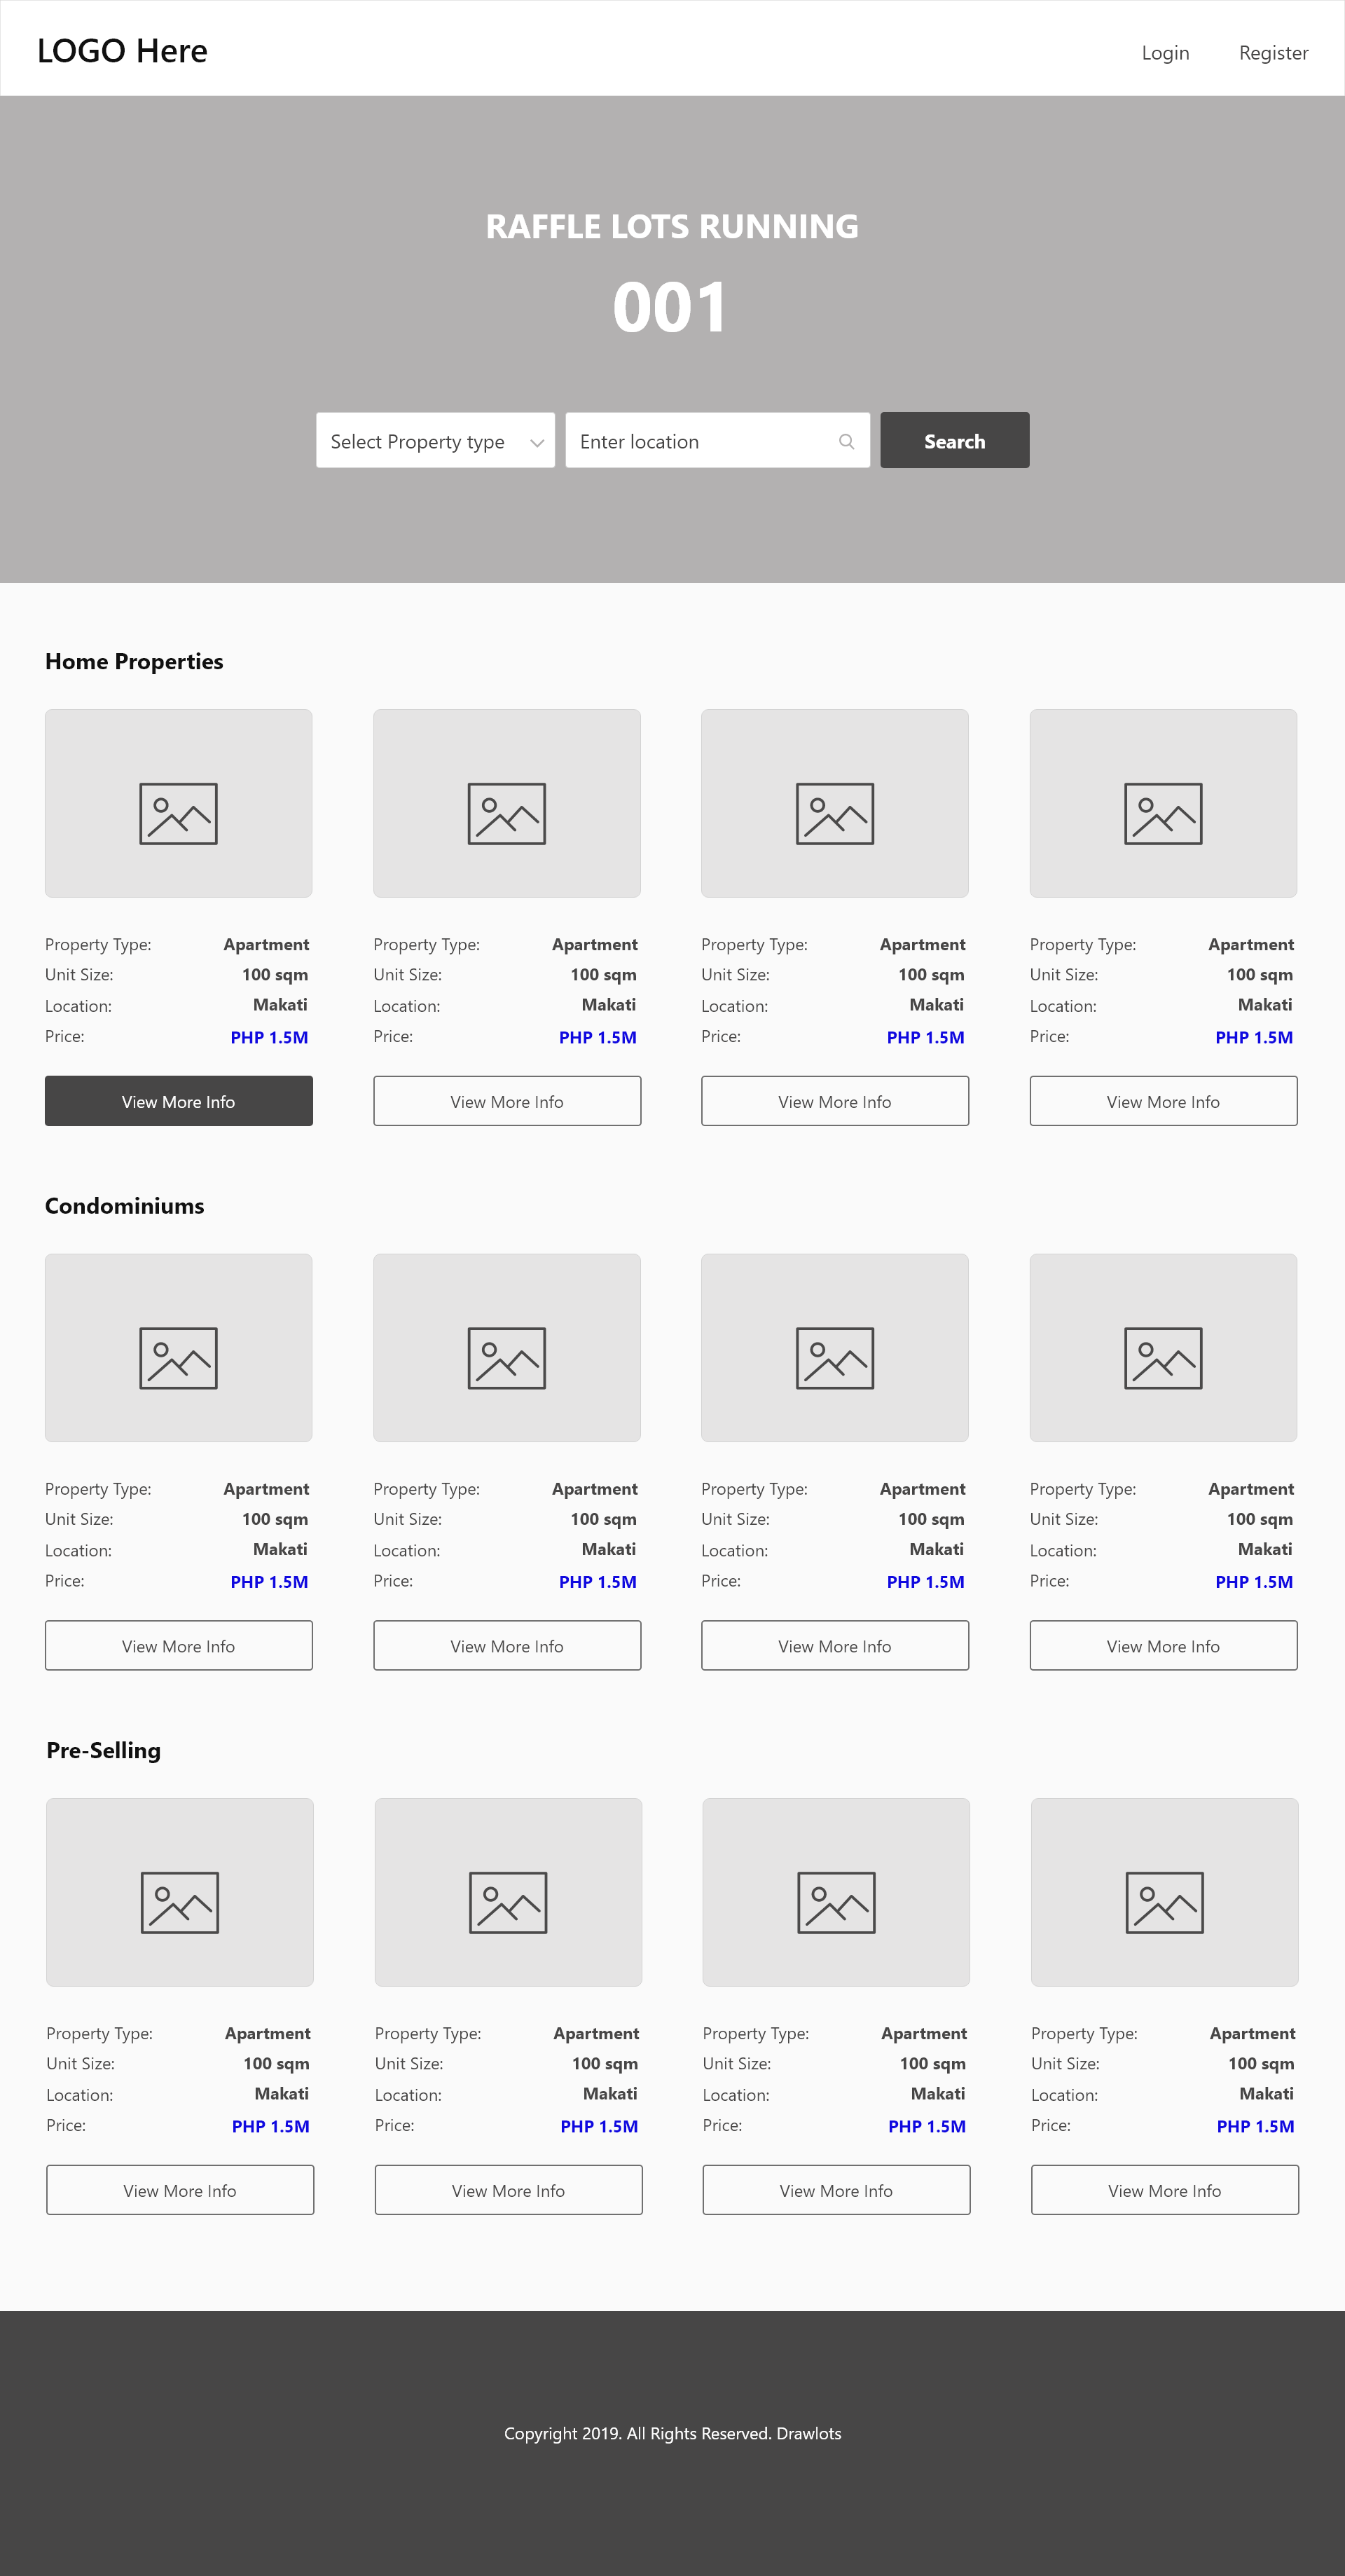 LOGO Here Login Register
RAFFLE LOTS RUNNING
001
Select Property type Enter location Search
Home Properties
Property Type: Apartment Property Type: Apartment Property Type: Apartment Property Type: Apartment
Unit Size: 100 sqm Unit Size: 100 sqm Unit Size: 100 sqm Unit Size: 100 sqm
Location: Makati Location: Makati Location: Makati Location: Makati
Price: PHP 1.5M Price: PHP 1.5M Price: PHP 1.5M Price: PHP 1.5M
View More Info View More Info View More Info View More Info
Condominiums
Property Type: Apartment Property Type: Apartment Property Type: Apartment Property Type: Apartment
Unit Size: 100 sqm Unit Size: 100 sqm Unit Size: 100 sqm Unit Size: 100 sqm
Location: Makati Location: Makati Location: Makati Location: Makati
Price: PHP 1.5M Price: PHP 1.5M Price: PHP 1.5M Price: PHP 1.5M
View More Info View More Info View More Info View More Info
Pre-Selling
Property Type: Apartment Property Type: Apartment Property Type: Apartment Property Type: Apartment
Unit Size: 100 sqm Unit Size: 100 sqm Unit Size: 100 sqm Unit Size: 100 sqm
Location: Makati Location: Makati Location: Makati Location: Makati
Price: PHP 1.5M Price: PHP 1.5M Price: PHP 1.5M Price: PHP 1.5M
View More Info View More Info View More Info View More Info
Copyright 2019. All Rights Reserved. Drawlots